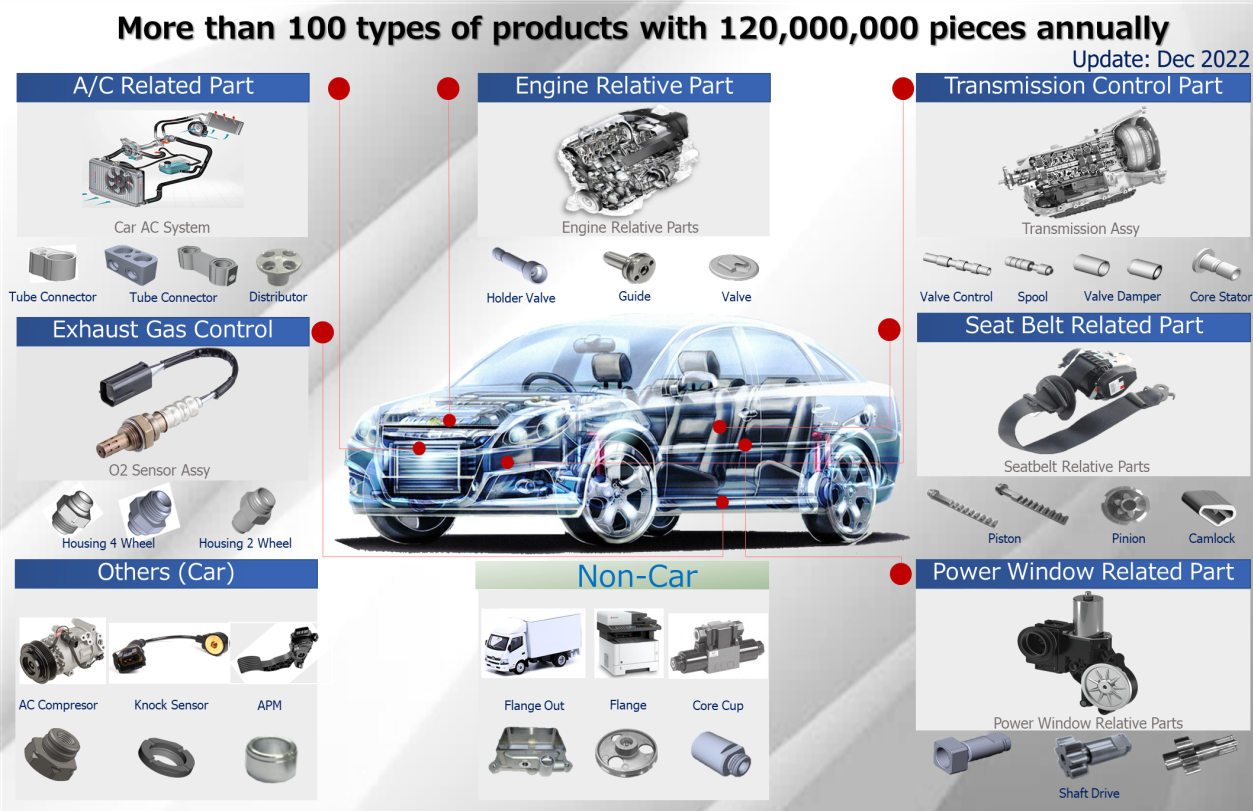 More than 100 types of products with 120,000,000 pieces annually
Update: Dec 2022
A/C Related Part
Car AC System
Tube Connector
Tube Connector
Distributor
Engine Relative Part
Engine Relative Parts
Holder Valve
Guide
Valve
Transmission Control Part
Transmission Assy
Valve Control
Spool
Valve Damper
Core Stator
Exhaust Gas Control
O2 Sensor Assy
Housing 4 Wheel
Housing 2 Wheel
Seat Belt Related Part
Seatbelt Relative Parts
Piston
Pinion
Camlock
Others (Car)
AC Compresor
Knock Sensor
APM
Non-Car
Flange Out
Flange
Core Cup
Power Window Related Part
Power Window Relative Parts
Shaft Drive